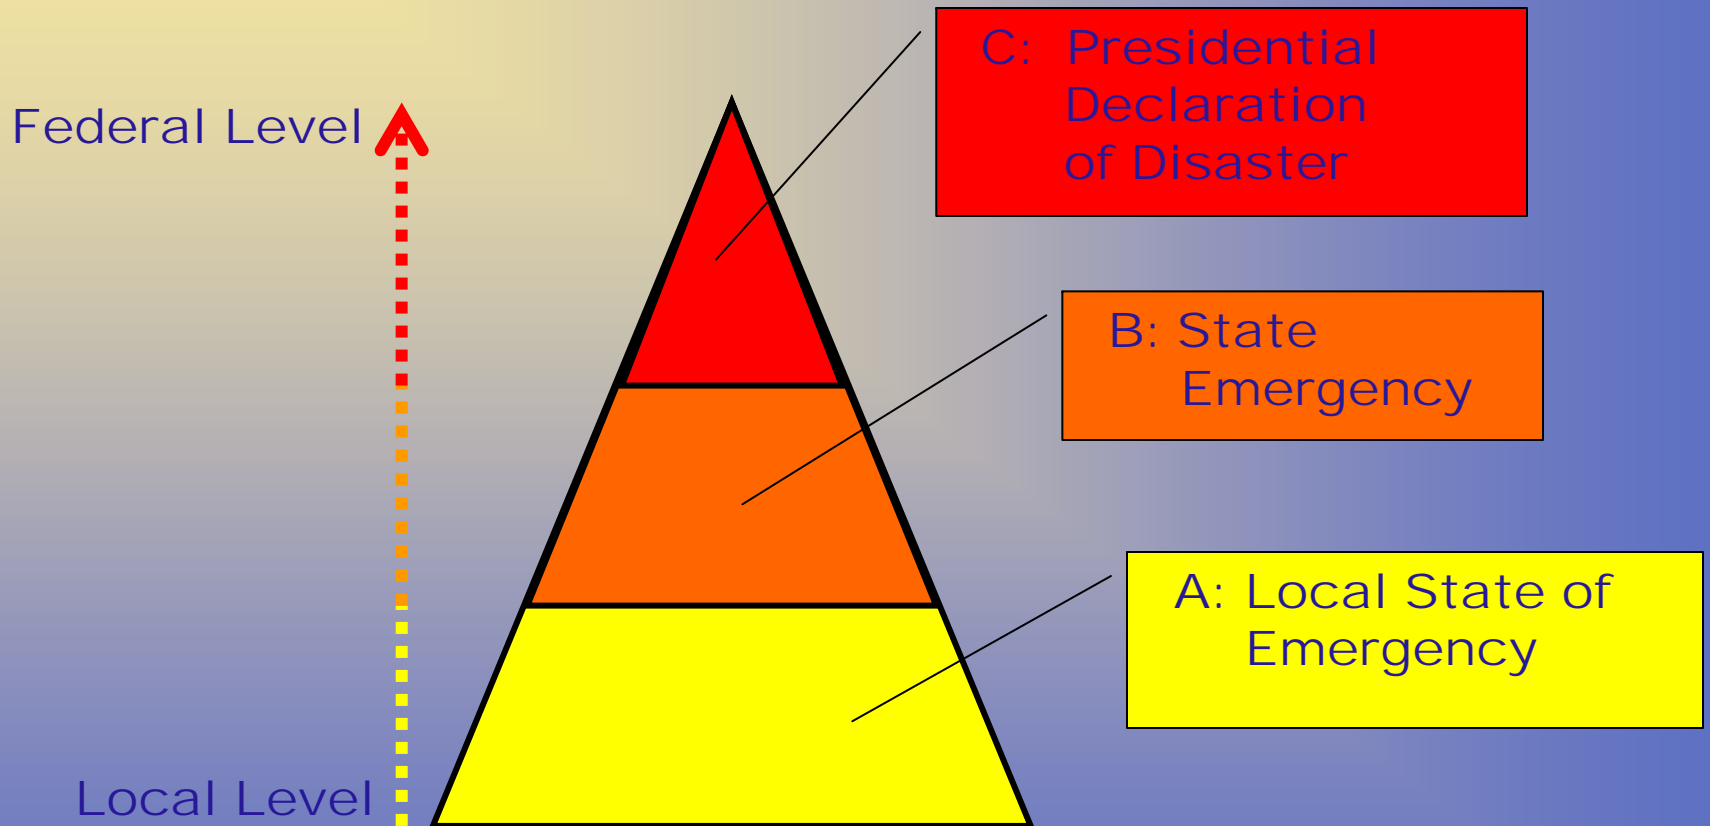 C: Presidential
Declaration
of Disaster
Federal Level
B: State
Emergency
A: Local State of
Emergency
Local Level